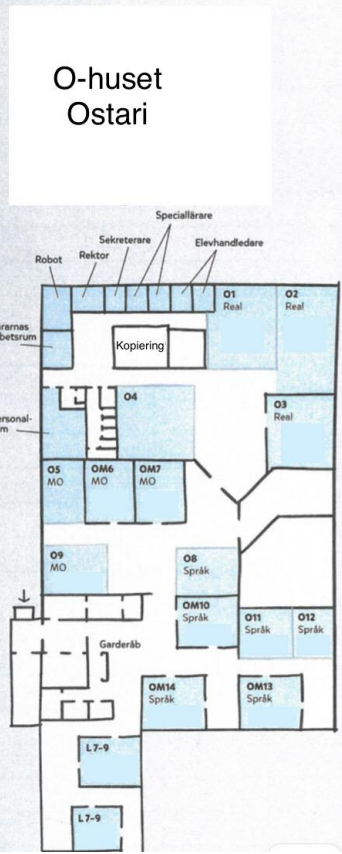 O-huset
Ostari
Speciallärare
Sekreterare
Elevhandledare
Rektor
Robot
O1
Real
O2
Real
Kopiering
O4
O3
Real
O5
MO
OM6
MO
OM7
MO
O9
MO
O8
Språk
OM10
Språk
O11
Språk
O12
Språk
Garderåb
OM14
Språk
OM13
Språk
L7-9
L7-9